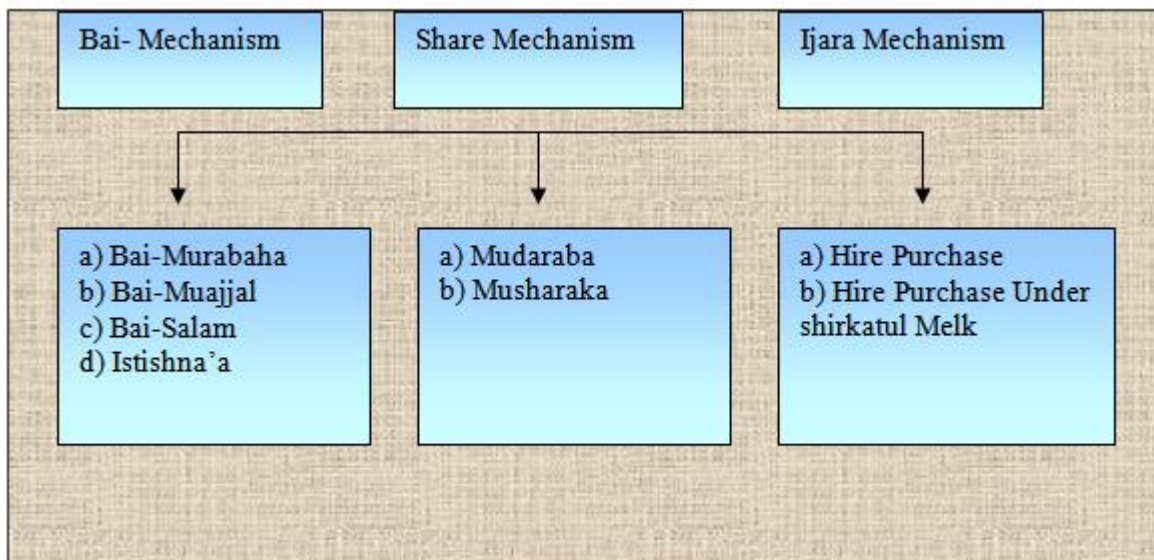 Bai- Mechanism
Share Mechanism
Ijara Mechanism
a) Bai-Murabaha
b) Bai-Muajjal
c) Bai-Salam
d) Istishna’a
a) Mudaraba
b) Musharaka
a) Hire Purchase
b) Hire Purchase Under
shirkatul Melk